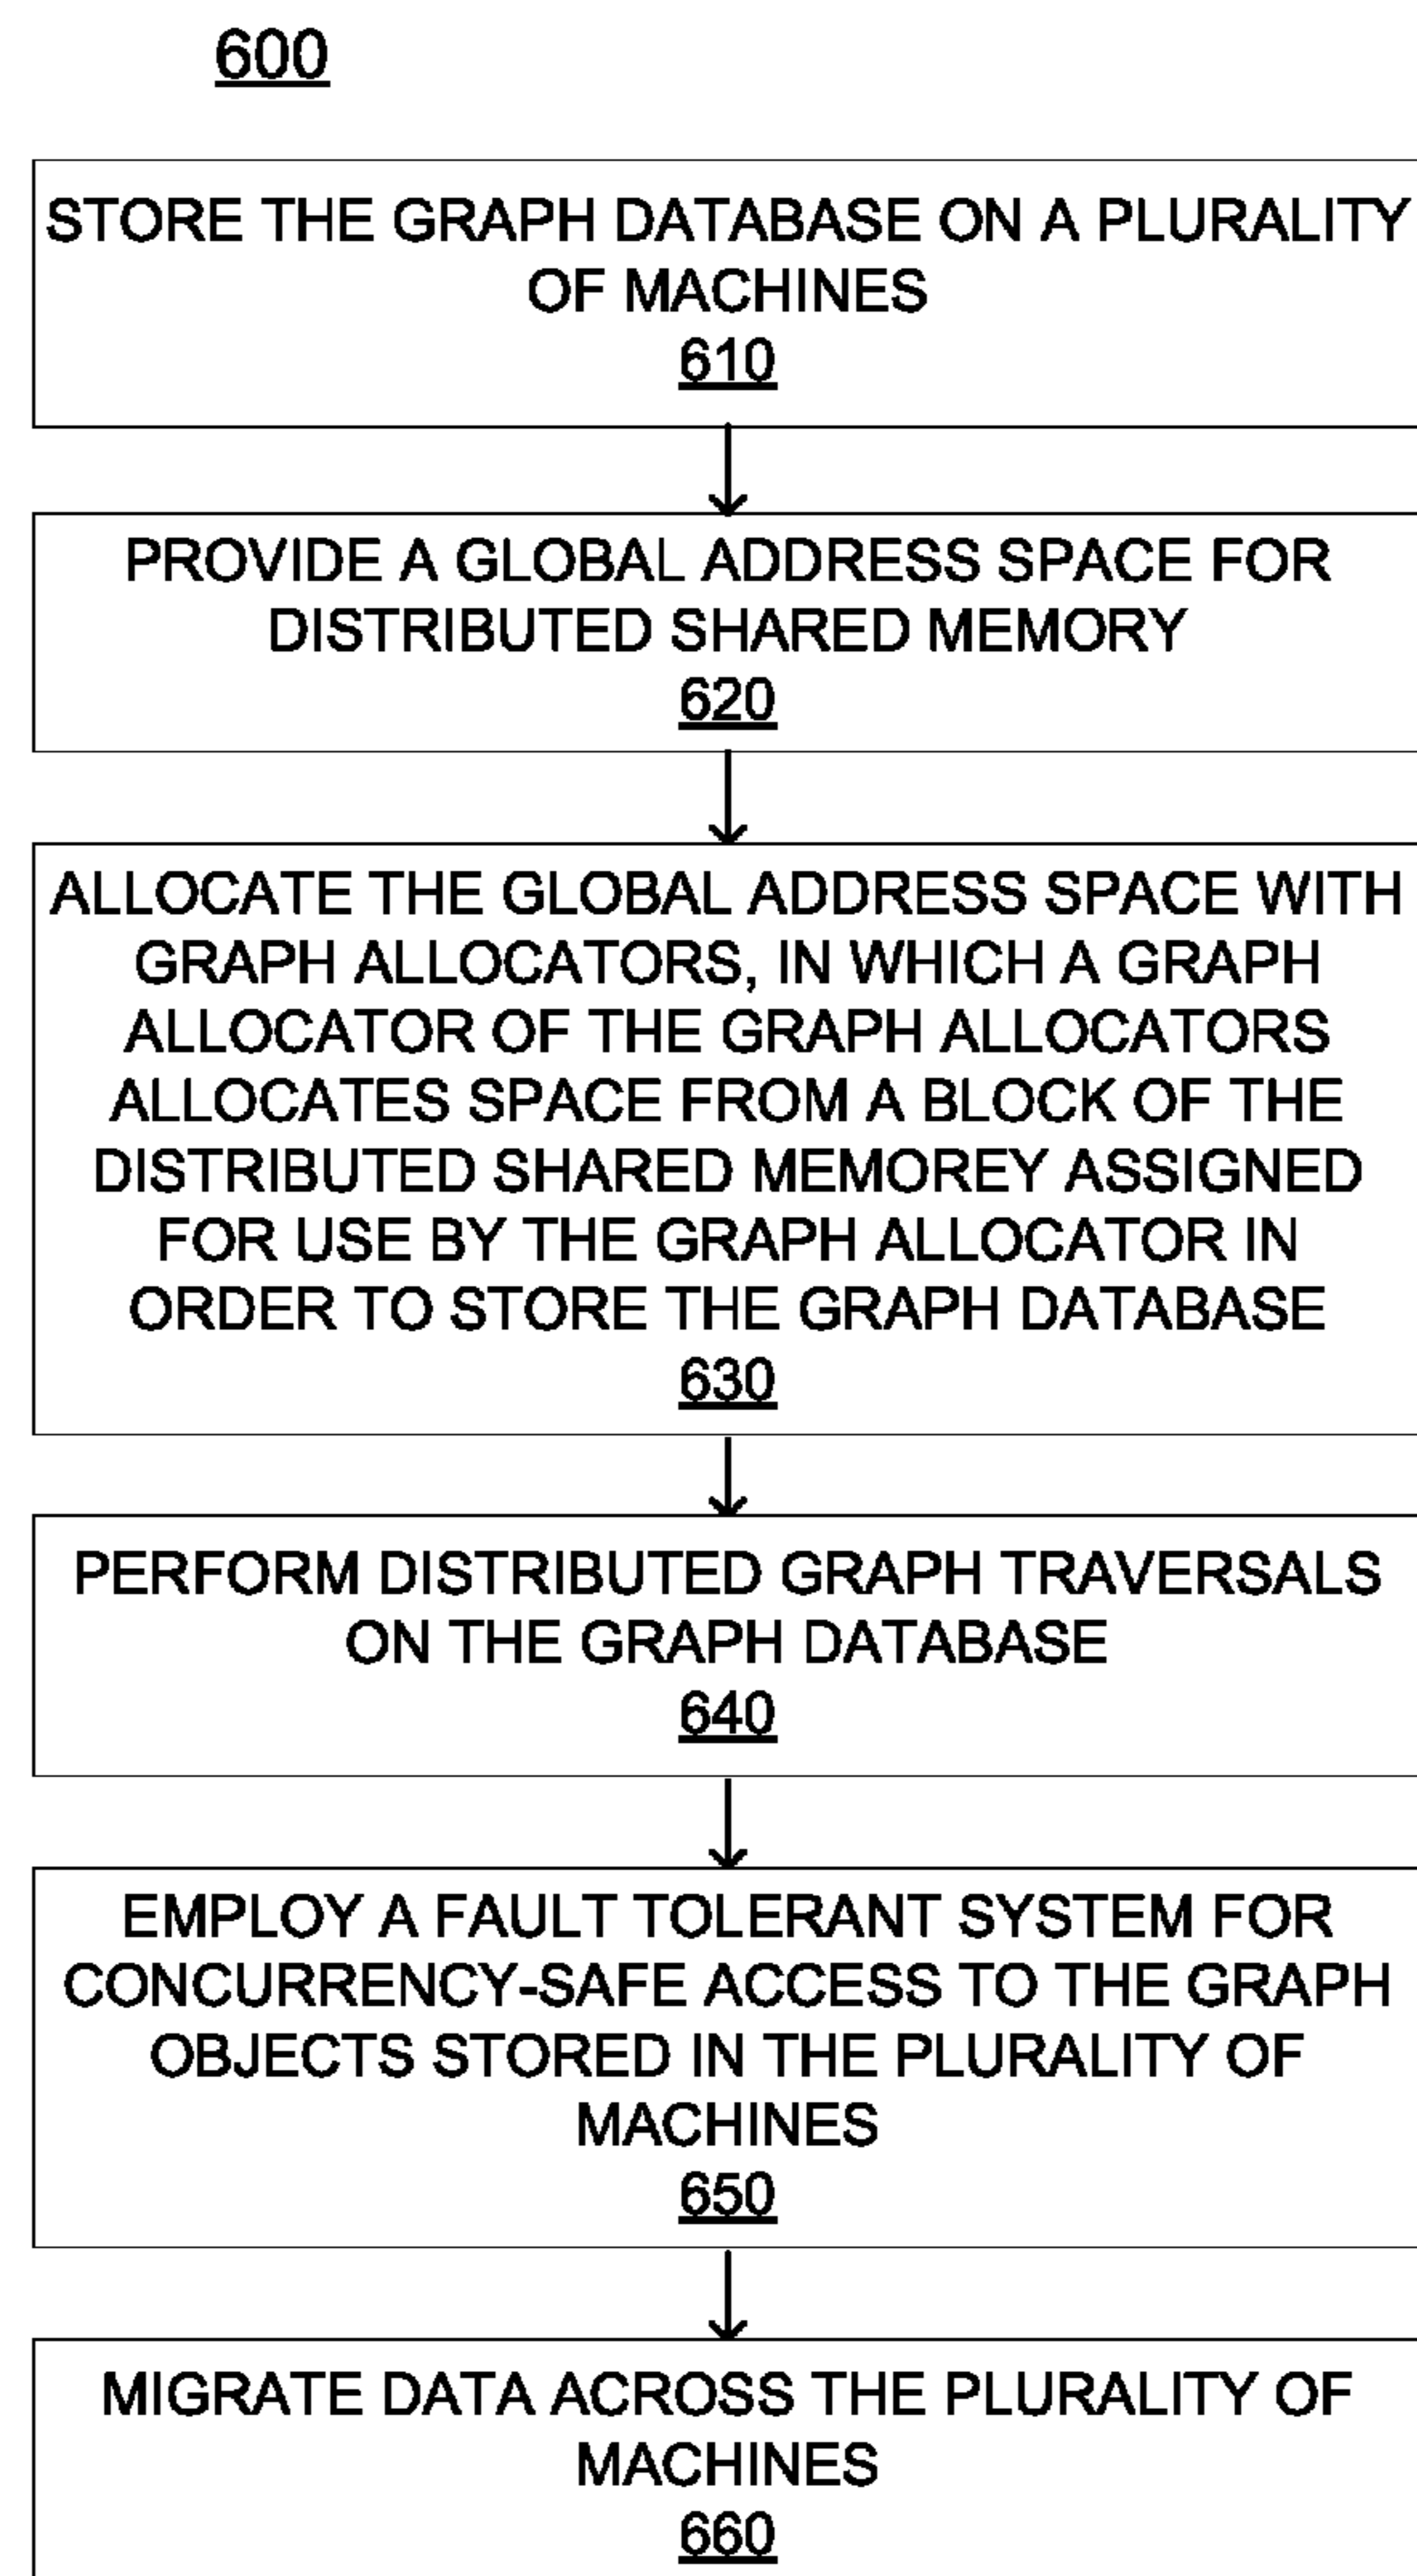 600
STORE THE GRAPH DATABASE ON A PLURALITY
OF MACHINES
610
PROVIDE A GLOBAL ADDRESS SPACE FOR
DISTRIBUTED SHARED MEMORY
620
ALLOCATE THE GLOBAL ADDRESS SPACE WITH
GRAPH ALLOCATORS, IN WHICH A GRAPH
ALLOCATOR OF THE GRAPH ALLOCATORS
ALLOCATES SPACE FROM A BLOCK OF THE
DISTRIBUTED SHARED MEMOREY ASSIGNED
FOR USE BY THE GRAPH ALLOCATOR IN
ORDER TO STORE THE GRAPH DATABASE
630
PERFORM DISTRIBUTED GRAPH TRAVERSALS
ON THE GRAPH DATABASE
640
EMPLOY A FAULT TOLERANT SYSTEM FOR
CONCURRENCY-SAFE ACCESS TO THE GRAPH
OBJECTS STORED IN THE PLURALITY OF
MACHINES
650
MIGRATE DATA ACROSS THE PLURALITY OF
MACHINES
660